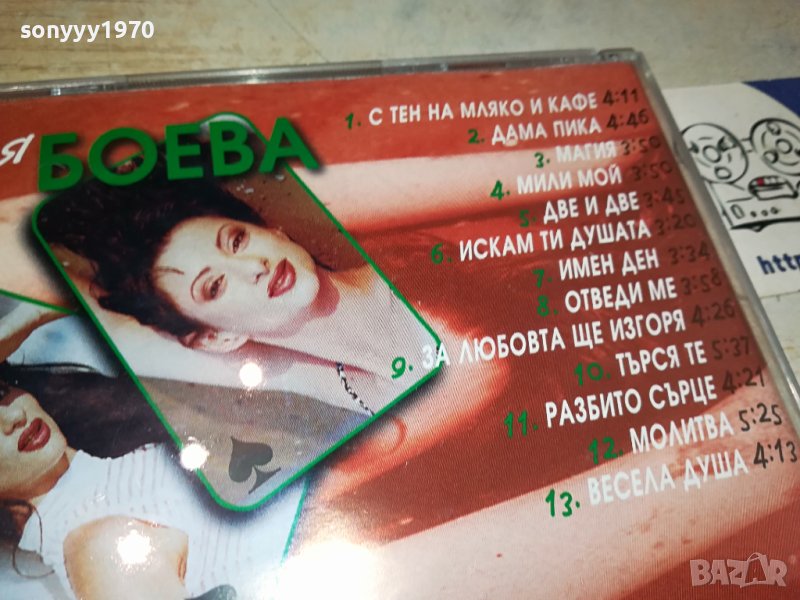 sonyyy1970
Я БОЕВА
1. С ТЕН НА МЛЯКО И КАФЕ 4:11
2. ДАМА ПИКА 4:46
3. МАГИЯ 3:50
4. МИЛИ МОЙ 3:50
5. ДВЕ И ДВЕ 3:45
6. ИСКАМ ТИ ДУШАТА 3:20
7. ИМЕН ДЕН 3:34
8. ОТВЕДИ МЕ 3:58
9. ЗА ЛЮБОВТА ЩЕ ИЗГОРЯ 4:26
10. ТЪРСЯ ТЕ 5:37
11. РАЗБИТО СЪРЦЕ 4:21
12. МОЛИТВА 5:25
13. ВЕСЕЛА ДУША 4:13
http
BAZAR